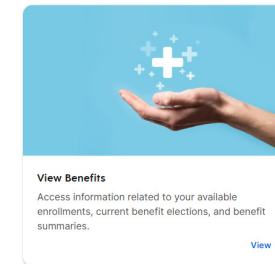 View Benefits
Access information related to your available
enrollments, current benefit elections, and benefit
summaries.
View